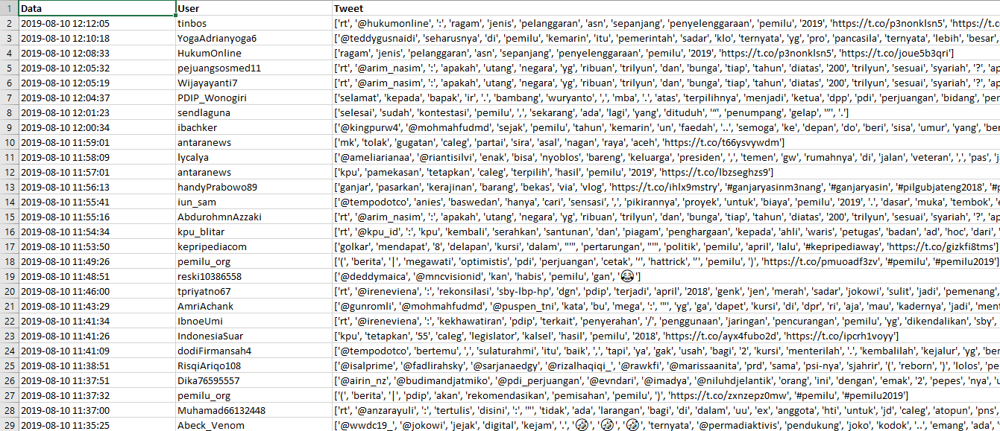 1 Data User Tweet
2 2019-08-10 12:12:05 tinbos ['rt', '@hukumonline', ':', 'ragam', 'jenis', 'pelanggaran', 'asn', 'sepanjang', 'penyelenggaraan', 'pemilu', '2019', 'https://t.co/p3nonklsn5', 'https://t.c
3 2019-08-10 12:10:18 YogaAdrianyoga6 ['@teddygusnaidi', 'seharusnya', 'di', 'pemilu', 'kemarin', 'itu', 'pemerintah', 'sadar', 'klo', 'ternyata', 'yg', 'pro', 'pancasila', 'ternyata', 'lebih', 'besar',
4 2019-08-10 12:08:33 HukumOnline ['ragam', 'jenis', 'pelanggaran', 'asn', 'sepanjang', 'penyelenggaraan', 'pemilu', '2019', 'https://t.co/p3nonklsn5', 'https://t.co/joue5b3qri']
5 2019-08-10 12:05:32 pejuangsosmed11 ['rt', '@arim_nasim', ':', 'apakah', 'utang', 'negara', 'yg', 'ribuan', 'trilyun', 'dan', 'bunga', 'tiap', 'tahun', 'diatas', '200', 'trilyun', 'sesuai', 'syariah', '?', 'ap
6 2019-08-10 12:05:19 Wijayayanti7 ['rt', '@arim_nasim', ':', 'apakah', 'utang', 'negara', 'yg', 'ribuan', 'trilyun', 'dan', 'bunga', 'tiap', 'tahun', 'diatas', '200', 'trilyun', 'sesuai', 'syariah', '?', 'ap
7 2019-08-10 12:04:37 PDIP_Wonogiri ['selamat', 'kepada', 'bapak', 'ir', '.', 'bambang', 'wuryanto', ',', 'mba', '.', 'atas', 'terpilihnya', 'menjadi', 'ketua', 'dpp', 'pdi', 'perjuangan', 'bidang', 'pe
8 2019-08-10 12:01:23 sendlaguna ['selesai', 'sudah', 'kontestasi', 'pemilu', ',', 'sekarang', 'ada', 'lagi', 'yang', 'dituduh', '“', 'penumpang', 'gelap', '”', '.']
9 2019-08-10 12:00:34 ibachker ['@kingpurw4', '@mohmahfudmd', 'sejak', 'pemilu', 'tahun', 'kemarin', 'un', 'faedah', '..', 'semoga', 'ke', 'depan', 'do', 'beri', 'sisa', 'umur', 'yang', 'ber
10 2019-08-10 11:59:01 antaranews ['mk', 'tolak', 'gugatan', 'caleg', 'partai', 'sira', 'asal', 'nagan', 'raya', 'aceh', 'https://t.co/t66ysvywdm']
11 2019-08-10 11:58:09 lycalya ['@ameliarianaa', '@riantisilvi', 'enak', 'bisa', 'nyoblos', 'bareng', 'keluarga', 'presiden', ',', 'temen', 'gw', 'rumahnya', 'di', 'jalan', 'veteran', ',', 'pas', 'j
12 2019-08-10 11:57:01 antaranews ['kpu', 'pamekasan', 'tetapkan', 'caleg', 'terpilih', 'hasil', 'pemilu', '2019', 'https://t.co/lbzseghzs9']
13 2019-08-10 11:56:13 handyPrabowo89 ['ganjar', 'pasarkan', 'kerajinan', 'barang', 'bekas', 'via', 'vlog', 'https://t.co/ihlx9mstry', '#ganjaryasinm3nang', '#ganjaryasin', '#pilgubjateng2018', '#p
14 2019-08-10 11:55:41 iun_sam ['@tempodotco', 'anies', 'baswedan', 'hanya', 'cari', 'sensasi', ',', 'pikirannya', 'proyek', 'untuk', 'biaya', 'pemilu', '2019', '.', 'dasar', 'muka', 'tembok', 'e
15 2019-08-10 11:55:16 AbdurohmnAzzaki ['rt', '@arim_nasim', ':', 'apakah', 'utang', 'negara', 'yg', 'ribuan', 'trilyun', 'dan', 'bunga', 'tiap', 'tahun', 'diatas', '200', 'trilyun', 'sesuai', 'syariah', '?', 'ap
16 2019-08-10 11:54:34 kpu_blitar ['rt', '@kpu_id', ':', 'kpu', 'kembali', 'serahkan', 'santunan', 'dan', 'piagam', 'penghargaan', 'kepada', 'ahli', 'waris', 'petugas', 'badan', 'ad', 'hoc', 'dari', '
17 2019-08-10 11:53:50 kepripediacom ['golkar', 'mendapat', '8', 'delapan', 'kursi', 'dalam', '"', 'pertarungan', '"', 'politik', 'pemilu', 'april', 'lalu', '#kepripediaway', 'https://t.co/gizkfi8tms']
18 2019-08-10 11:49:26 pemilu_org ['(', 'berita', '|', 'megawati', 'optimistis', 'pdi', 'perjuangan', 'cetak', '“', 'hattrick', '”', 'pemilu', ')', 'https://t.co/pmuoadf3zv', '#pemilu', '#pemilu2019']
19 2019-08-10 11:48:51 reski10386558 ['@deddymaica', '@mncvisionid', 'kan', 'habis', 'pemilu', 'gan', '😂']
20 2019-08-10 11:46:00 tpriyatno67 ['rt', '@ireneviena', ':', 'rekonsilasi', 'sby-lbp-hp', 'dgn', 'pdip', 'terjadi', 'april', '2018', 'genk', 'jen', 'merah', 'sadar', 'jokowi', 'sulit', 'jadi', 'pemenang',
21 2019-08-10 11:43:29 AmriAchank ['@gunromli', '@mohmahfudmd', '@puspen_tni', 'kata', 'bu', 'mega', ':', '"', 'yg', 'ga', 'dapet', 'kursi', 'di', 'dpr', 'ri', 'aja', 'mau', 'kadernya', 'jadi', 'ment
22 2019-08-10 11:41:34 IbnoeUmi ['rt', '@ireneviena', ':', 'kekhawatiran', 'pdip', 'terkait', 'penyerahan', '/', 'penggunaan', 'jaringan', 'pencurangan', 'pemilu', 'yg', 'dikendalikan', 'sby',
23 2019-08-10 11:41:26 IndonesiaSuar ['kpu', 'tetapkan', '55', 'caleg', 'legislator', 'kalsel', 'hasil', 'pemilu', '2018', 'https://t.co/ayx4fubo2d', 'https://t.co/ipcrh1voyy']
24 2019-08-10 11:41:09 dodiFirmansah4 ['@tempodotco', 'bertemu', ',', 'sulaturahmi', 'itu', 'baik', ',', 'tapi', 'ya', 'gak', 'usah', 'bagi', '2', 'kursi', 'menterilah', '.', 'kembalilah', 'kejalur', 'yg', 'ber
25 2019-08-10 11:38:51 RisqiAriqo108 ['@isalprime', '@fadlirahsky', '@sarjanaedgy', '@rizalhaqiqi_', '@rawkfi', '@marissaanita', 'prd', 'sama', 'psi-nya', 'sjahrir', '(', 'reborn', ')', 'lolos', 'pe
26 2019-08-10 11:37:51 Dika76595557 ['@airin_nz', '@budimandjatmiko', '@pdi_perjuangan', '@evndari', '@imadya', '@niluhdjelantik', 'orang', 'ini', 'dengan', 'emak', '2', 'pepes', 'nya', 'u
27 2019-08-10 11:37:32 pemilu_org ['(', 'berita', '|', 'pdip', 'akan', 'rekomendasikan', 'pemisahan', 'pemilu', ')', 'https://t.co/zxnzepz0mw', '#pemilu', '#pemilu2019']
28 2019-08-10 11:37:00 Muhamad66132448 ['rt', '@anzarayuli', ':', 'tertulis', 'disini', ':', '"', 'tidak', 'ada', 'larangan', 'bagi', 'di', 'dalam', 'uu', 'ex', 'anggota', 'hti', 'untuk', 'jd', 'caleg', 'atopun', 'pns',
29 2019-08-10 11:35:25 Abeck_Venom ['@wwdc19_', '@jokowi', 'jejak', 'digital', 'kejam', '.', '🤣', '🤣', '🤣', 'ternyata', '@permadiaktivis', 'pendukung', 'joko', 'kodok', '..', 'emang', 'ada'